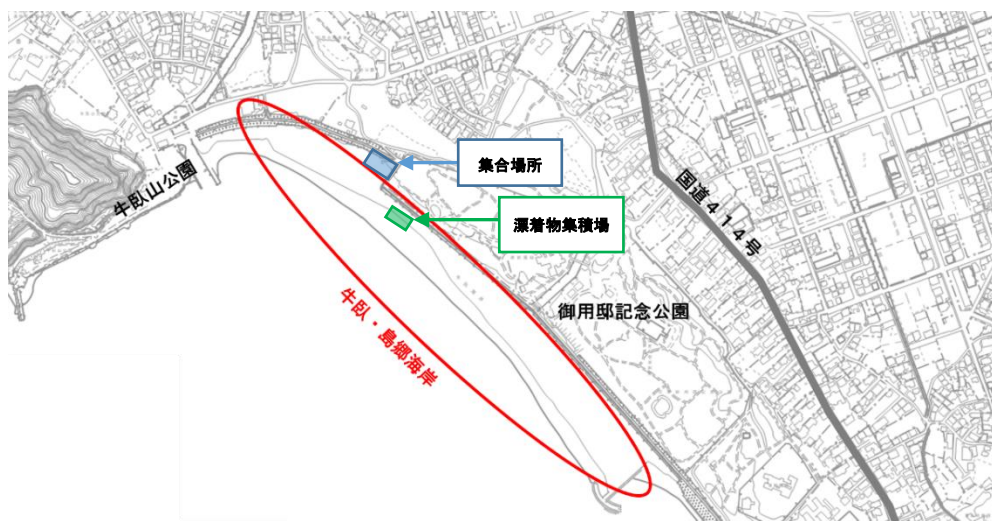 集合場所
漂着物集積場
牛臥山公園
国道414号
御用邸記念公園
牛臥・島郷海岸